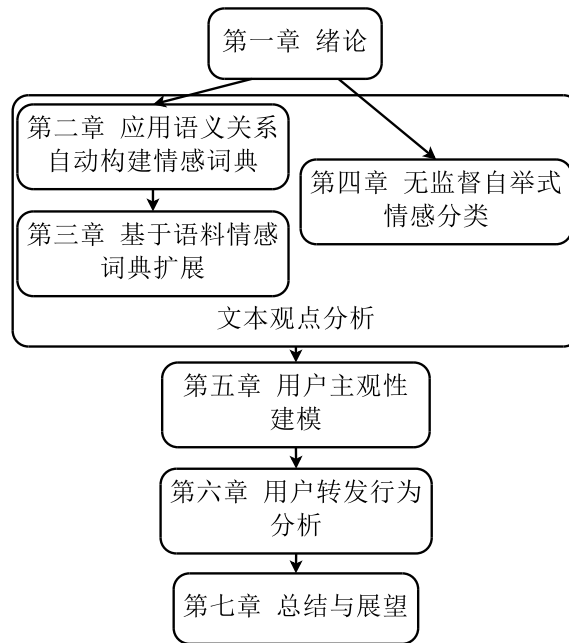 第一章 绪论
第二章 应用语义关系
自动构建情感词典
第四章 无监督自举式
情感分类
第三章 基于语料情感
词典扩展
文本观点分析
第五章 用户主观性
建模
第六章 用户转发行为
分析
第七章 总结与展望